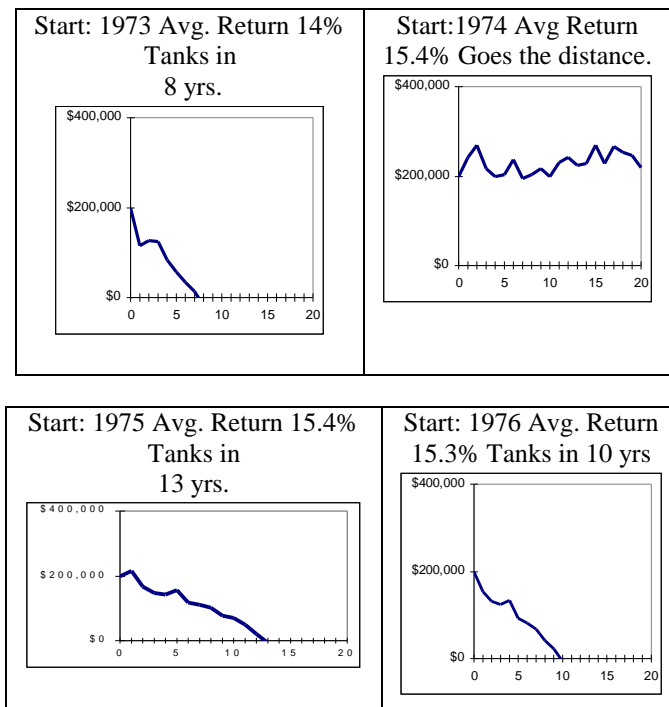 Start: 1973 Avg. Return 14%
Tanks in
8 yrs.
$400,000
$200,000
$0
0 5 10 15 20
Start:1974 Avg Return
15.4% Goes the distance.
$400,000
$200,000
$0
0 5 10 15 20
Start: 1975 Avg. Return 15.4%
Tanks in
13 yrs.
$400,000
$200,000
$0
0 5 10 15 20
Start: 1976 Avg. Return
15.3% Tanks in 10 yrs
$400,000
$200,000
$0
0 5 10 15 20